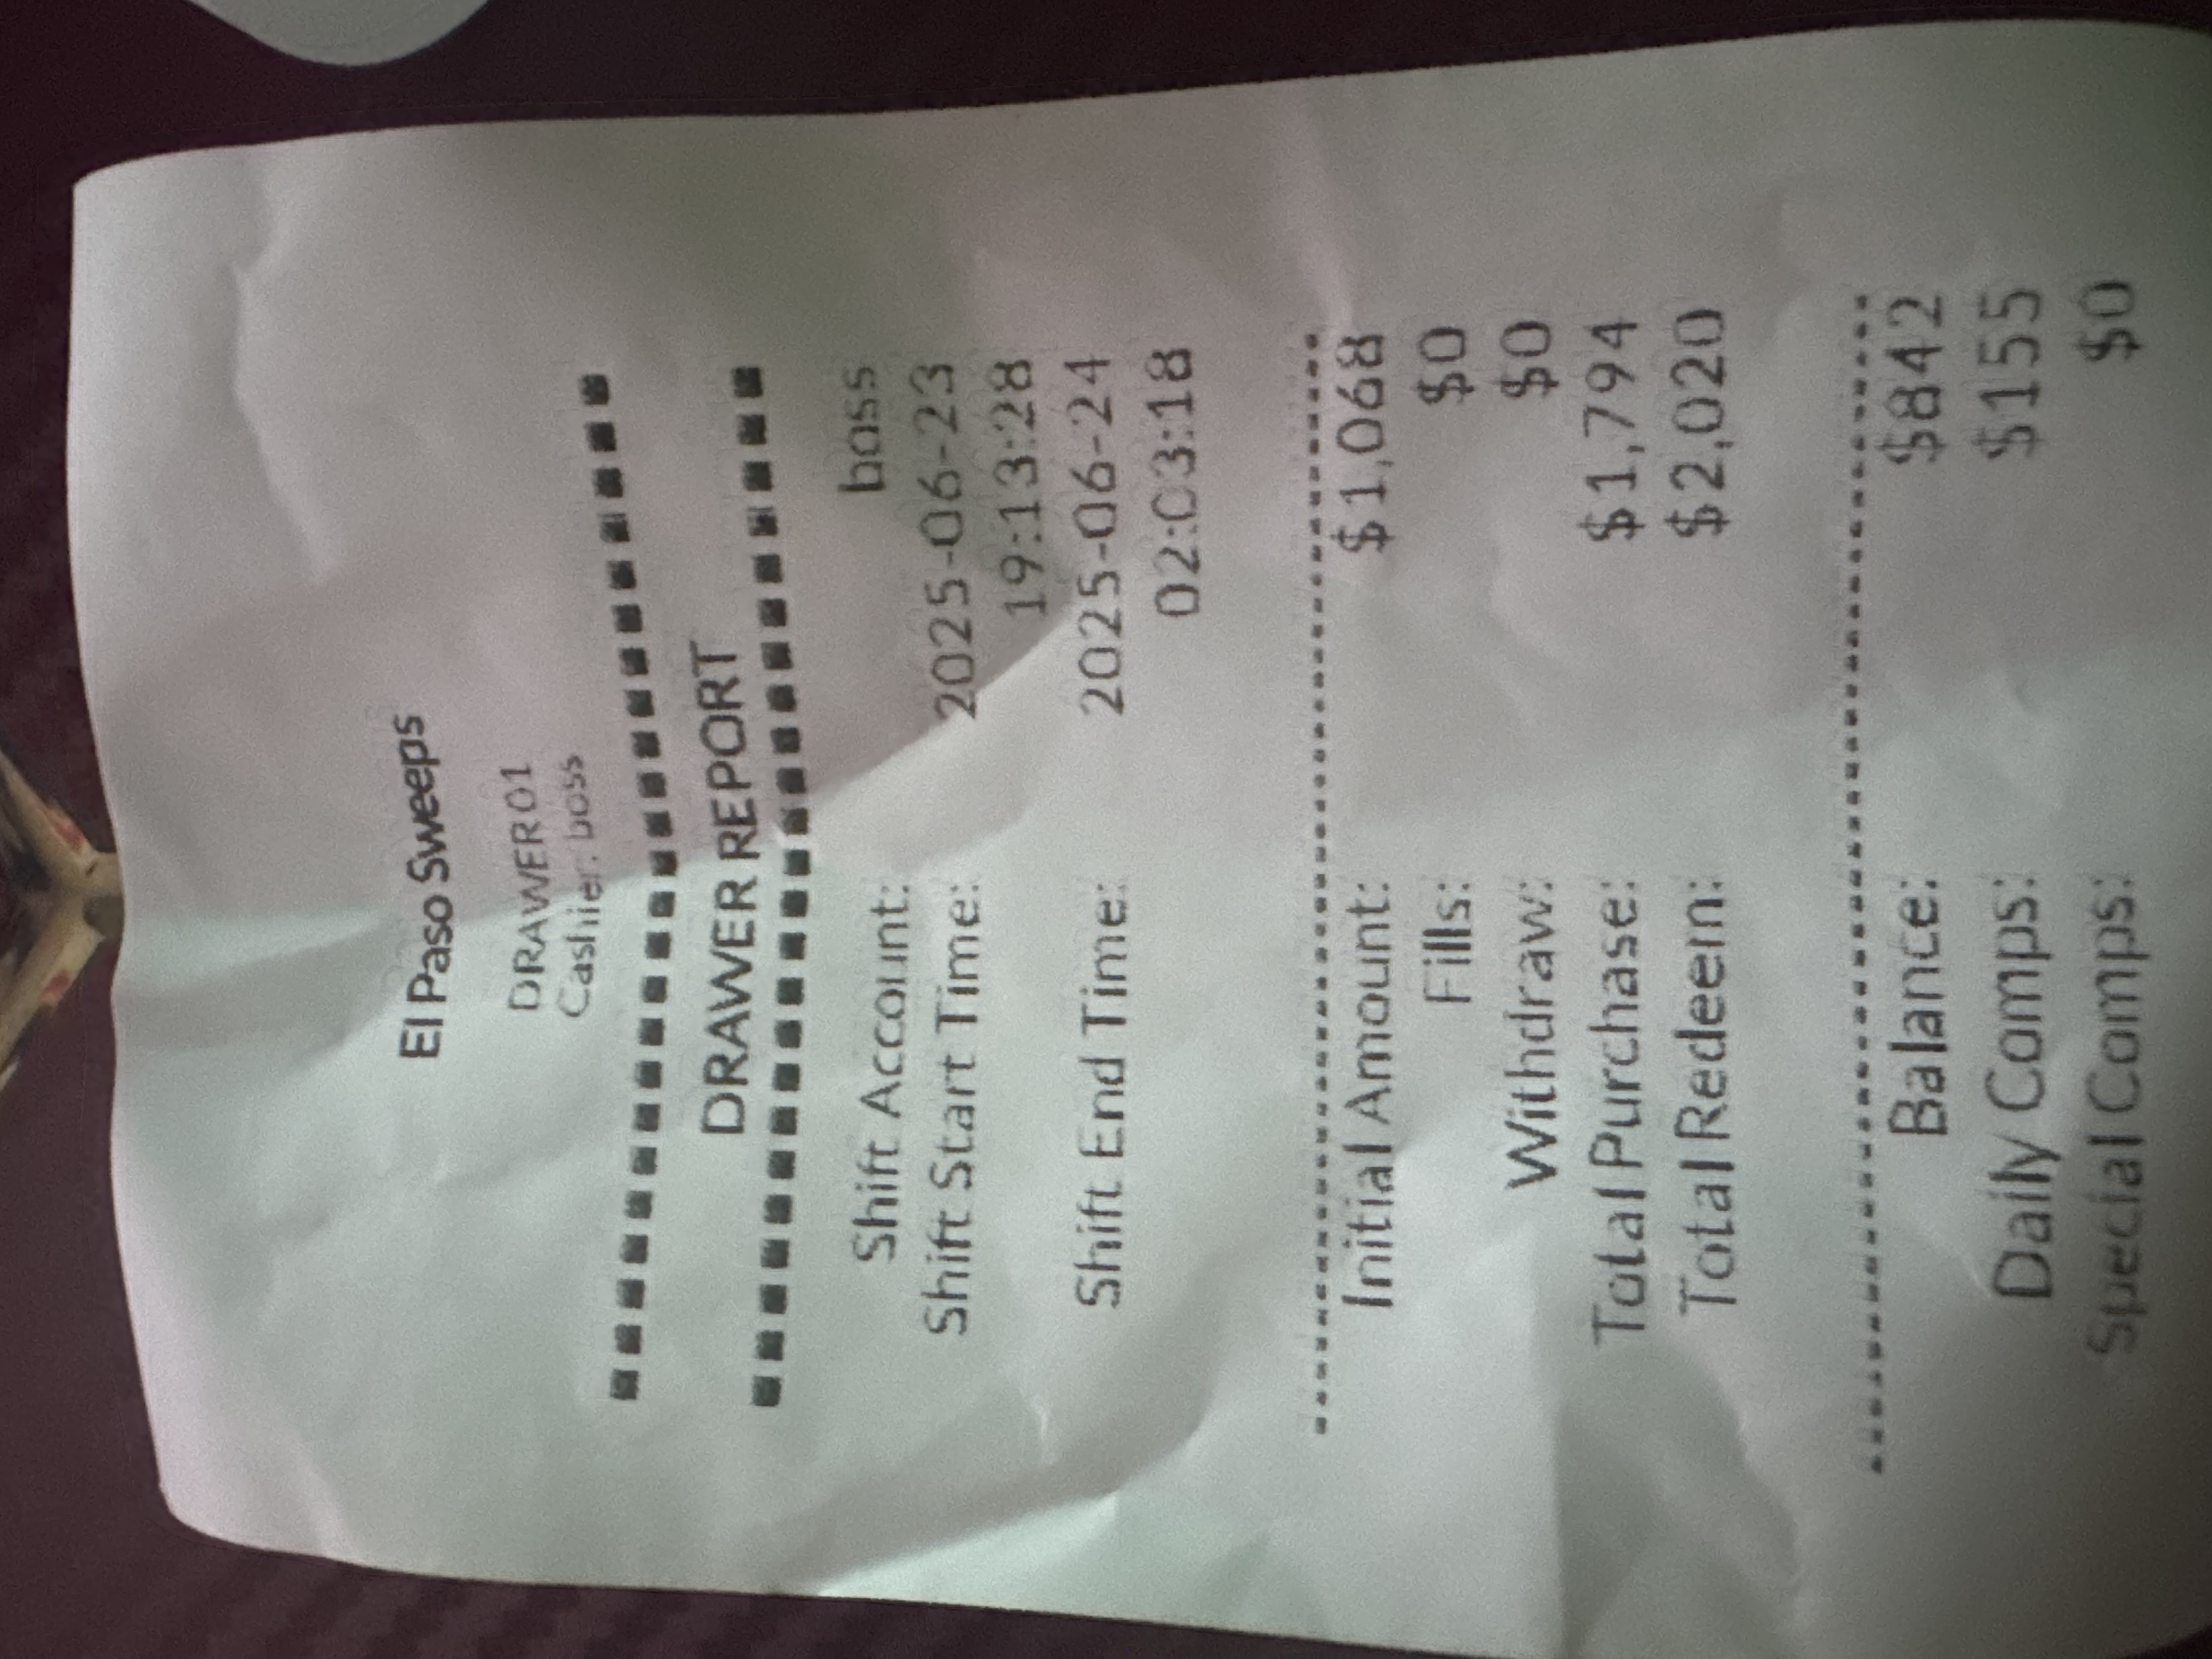 El Paso Sweeps
DRAWER01
Cashier: boss
DRAWER REPORT
Shift Account: boss
Shift Start Time: 2025-06-23
19:13:28
Shift End Time: 2025-06-24
02:03:18
Initial Amount: $1,068
Fills: $0
Withdraw: $0
Total Purchase: $1,794
Total Redeem: $2,020
Balance: $842
Daily Comps: $155
Special Comps: $0